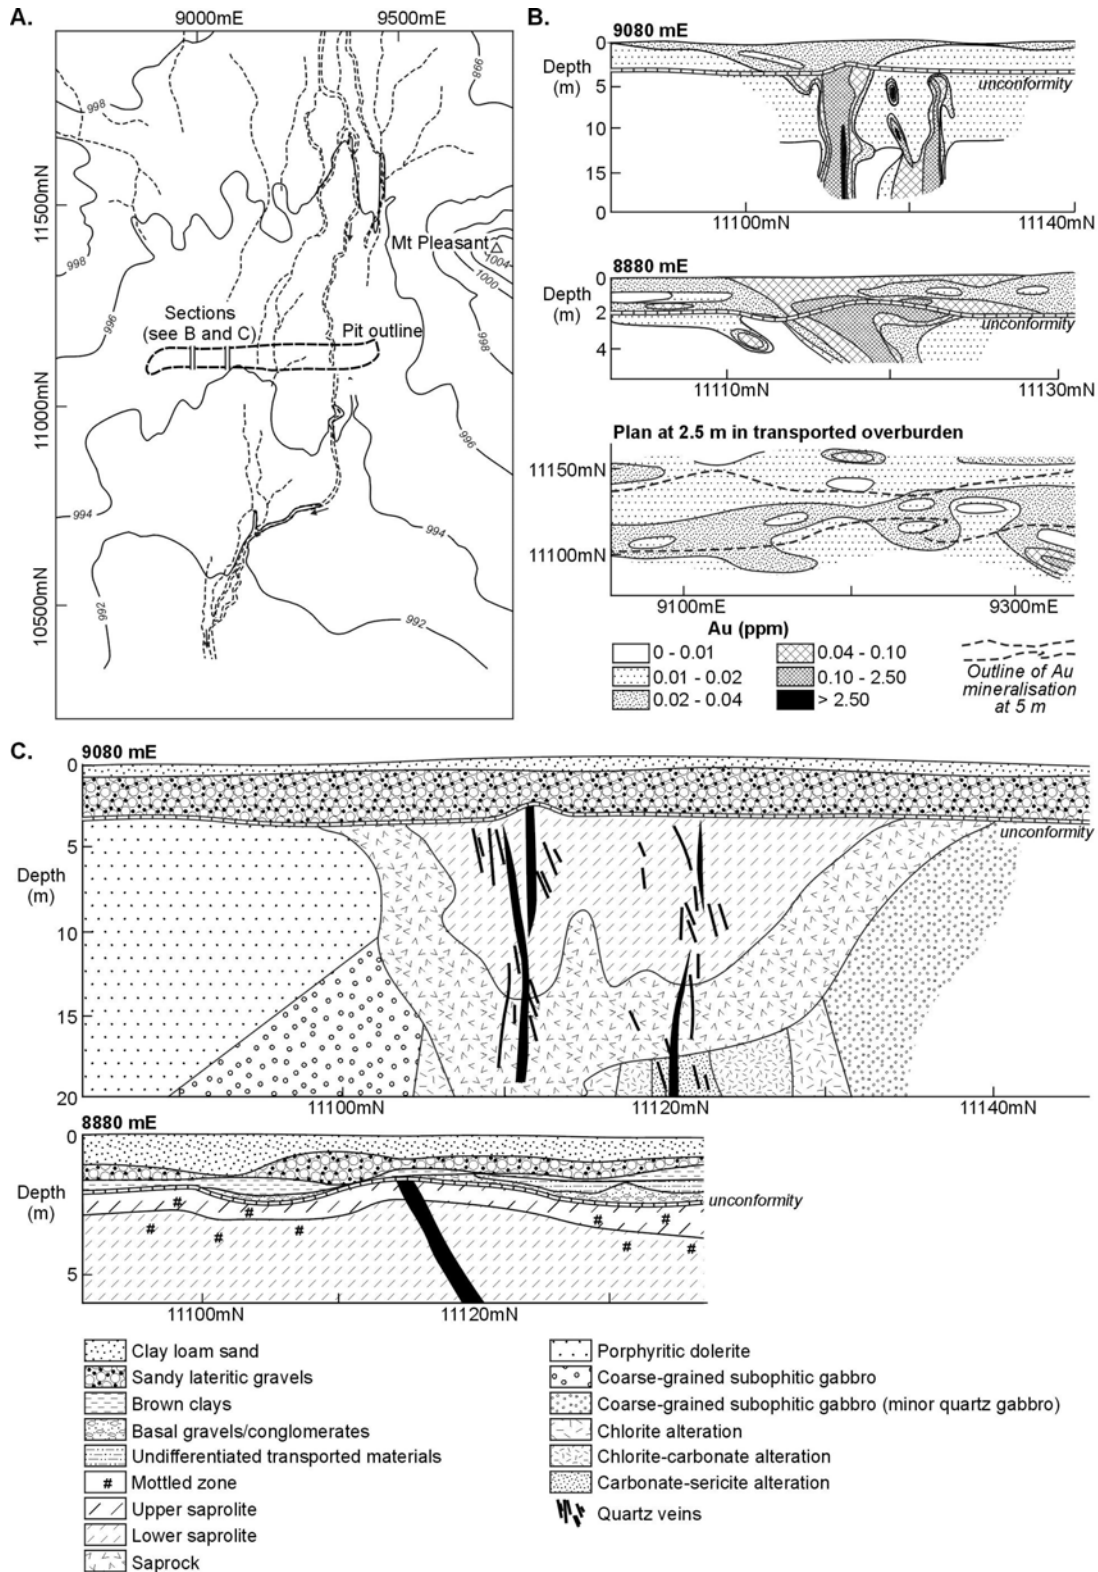 A.
9000mE
9500mE
998
998
11500mN
Mt Pleasant
1004
1000
998
996
998
Sections
(see B and C)
Pit outline
11000mN
996
994
994
10500mN
992
992
B.
9080 mE
0
Depth
(m)
5
10
15
0
unconformity
11100mN
11140mN
8880 mE
0
Depth
(m)
2
4
unconformity
11110mN
11130mN
Plan at 2.5 m in transported overburden
11150mN
11100mN
9100mE
9300mE
Au (ppm)
0 - 0.01
0.01 - 0.02
0.02 - 0.04
0.04 - 0.10
0.10 - 2.50
> 2.50
Outline of Au
mineralisation
at 5 m
C.
9080 mE
0
5
Depth
(m)
10
15
20
unconformity
11100mN
11120mN
11140mN
8880 mE
0
Depth
(m)
5
# # # # # # # # #
unconformity
11100mN
11120mN
Clay loam sand
Sandy lateritic gravels
Brown clays
Basal gravels/conglomerates
Undifferentiated transported materials
# Mottled zone
Upper saprolite
Lower saprolite
Saprock
Porphyritic dolerite
Coarse-grained subophitic gabbro
Coarse-grained subophitic gabbro (minor quartz gabbro)
Chlorite alteration
Chlorite-carbonate alteration
Carbonate-sericite alteration
Quartz veins